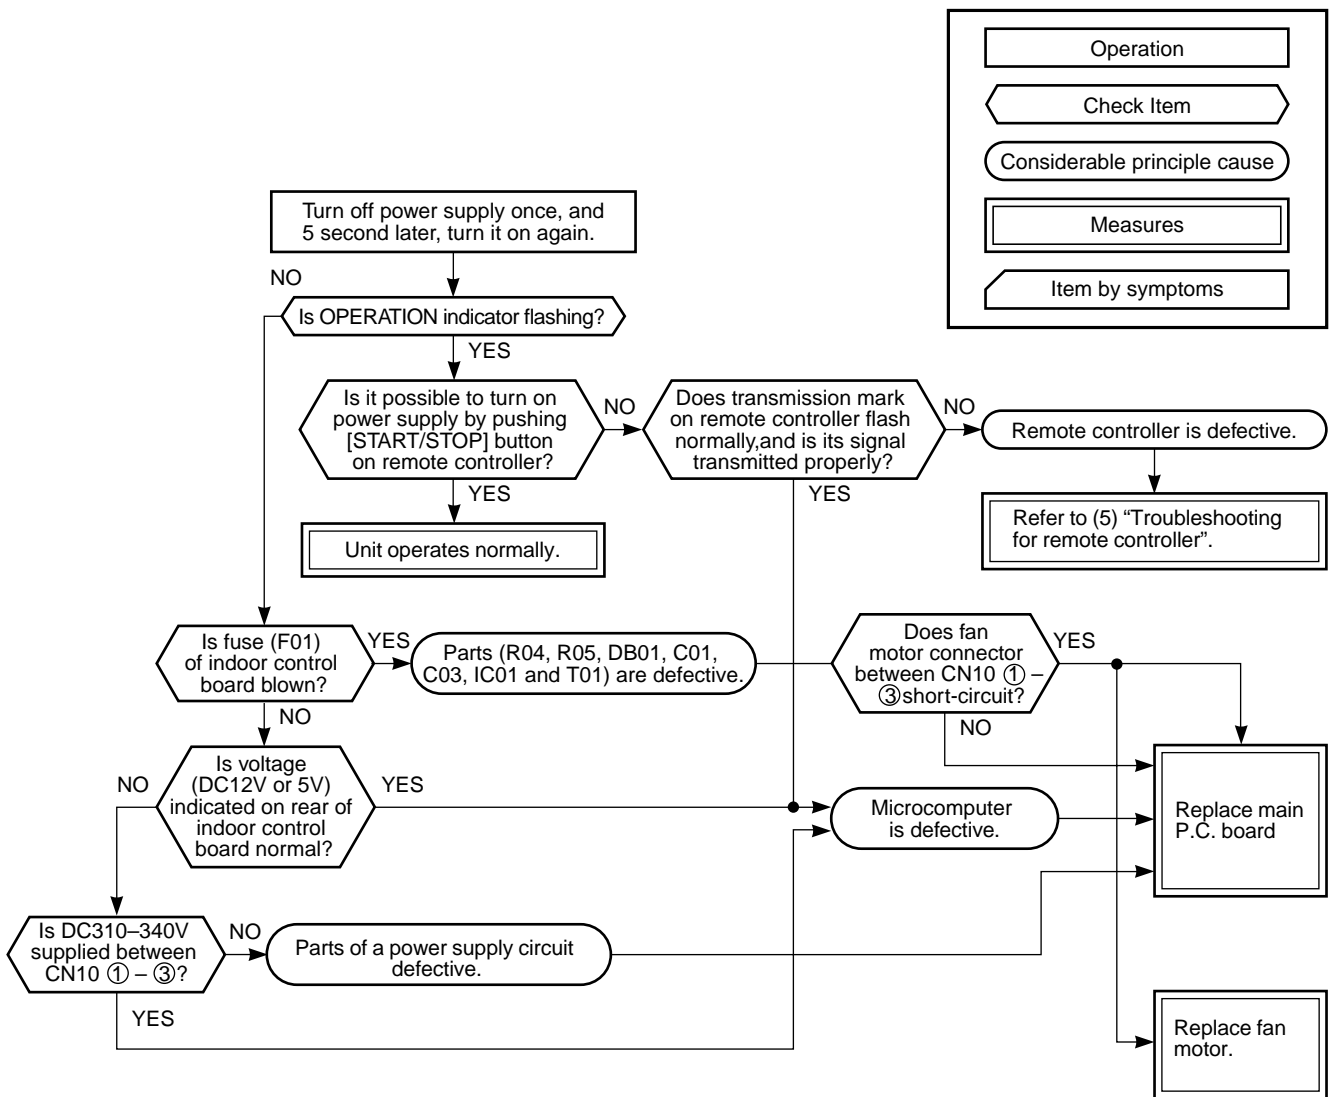 Operation
Check Item
Considerable principle cause
Measures
Item by symptoms
Turn off power supply once, and
5 second later, turn it on again.
NO
Is OPERATION indicator flashing?
YES
Is it possible to turn on
power supply by pushing
[START/STOP] button
on remote controller?
NO
Does transmission mark
on remote controller flash
normally,and is its signal
transmitted properly?
NO
Remote controller is defective.
YES
YES
Unit operates normally.
Refer to (5) “Troubleshooting
for remote controller”.
Is fuse (F01)
of indoor control
board blown?
YES
Parts (R04, R05, DB01, C01,
C03, IC01 and T01) are defective.
Does fan
motor connector
between CN10 ① –
③short-circuit?
YES
NO
NO
Is voltage
(DC12V or 5V)
indicated on rear of
indoor control
board normal?
NO
YES
Microcomputer
is defective.
Replace main
P.C. board
Is DC310–340V
supplied between
CN10 ① – ③?
NO
Parts of a power supply circuit
defective.
YES
Replace fan
motor.